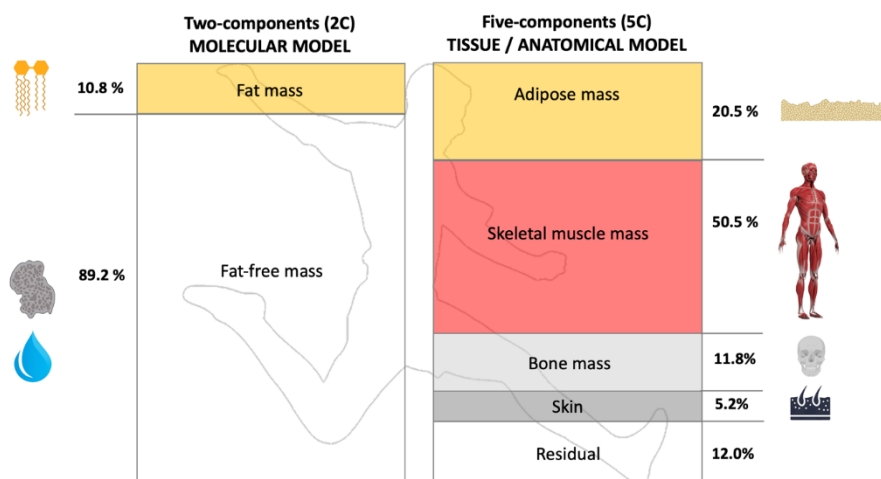 Two-components (2C)
MOLECULAR MODEL
Five-components (5C)
TISSUE / ANATOMICAL MODEL
10.8 %
Fat mass
Adipose mass
20.5 %
Skeletal muscle mass
50.5 %
89.2 %
Fat-free mass
Bone mass
11.8%
Skin
5.2%
Residual
12.0%